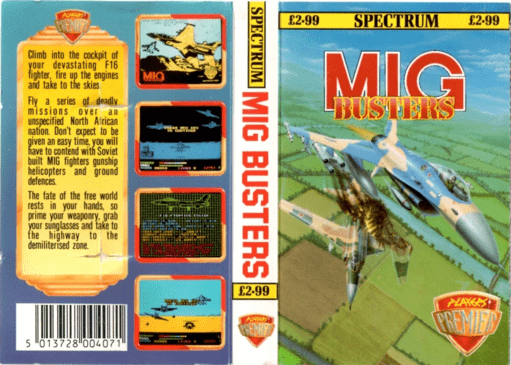 PLAYERS
PREMIER
Climb into the cockpit of
your devastating F16
fighter, fire up the engines
and take to the skies.
Fly a series of deadly
missions over an
unspecified North African
nation. Don't expect to be
given an easy time, you will
have to contend with Soviet
built MIG fighters gunship
helicopters and ground
defences.
The fate of the free world
rests in your hands, so
prime your weaponry, grab
your sunglasses and take to
the highway to the
demiliterised zone.
5 013728 004071
MIG
SPECTRUM
MIG BUSTERS
£2-99
£2-99 SPECTRUM £2-99
MIG
BUSTERS
PLAYERS
PREMIER